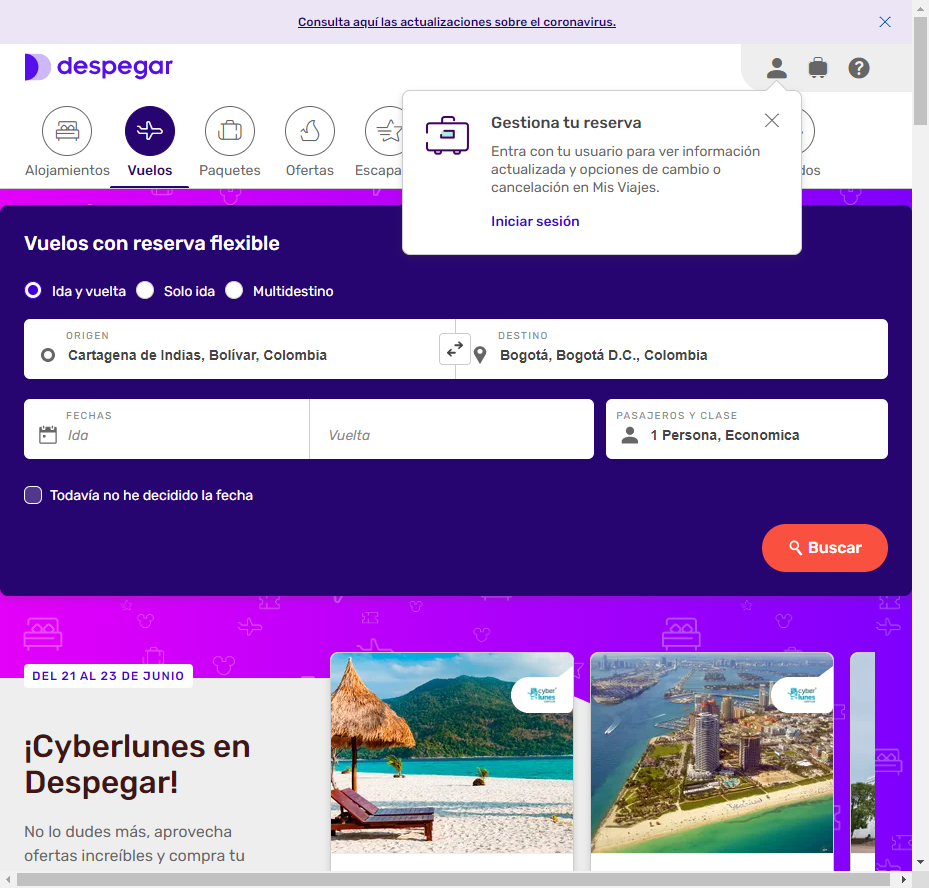 Consulta aquí las actualizaciones sobre el coronavirus.
despegar
Alojamientos
Vuelos
Paquetes
Ofertas
Escapa
dos
Gestiona tu reserva
Entra con tu usuario para ver información
actualizada y opciones de cambio o
cancelación en Mis Viajes.
Iniciar sesión
Vuelos con reserva flexible
Ida y vuelta
Solo ida
Multidestino
ORIGEN
Cartagena de Indias, Bolívar, Colombia
DESTINO
Bogotá, Bogotá D.C., Colombia
FECHAS
Ida
Vuelta
PASAJEROS Y CLASE
1 Persona, Economica
Todavía no he decidido la fecha
Buscar
DEL 21 AL 23 DE JUNIO
¡Cyberlunes en
Despegar!
No lo dudes más, aprovecha
ofertas increíbles y compra tu
cyber
lunes
cyber
lunes